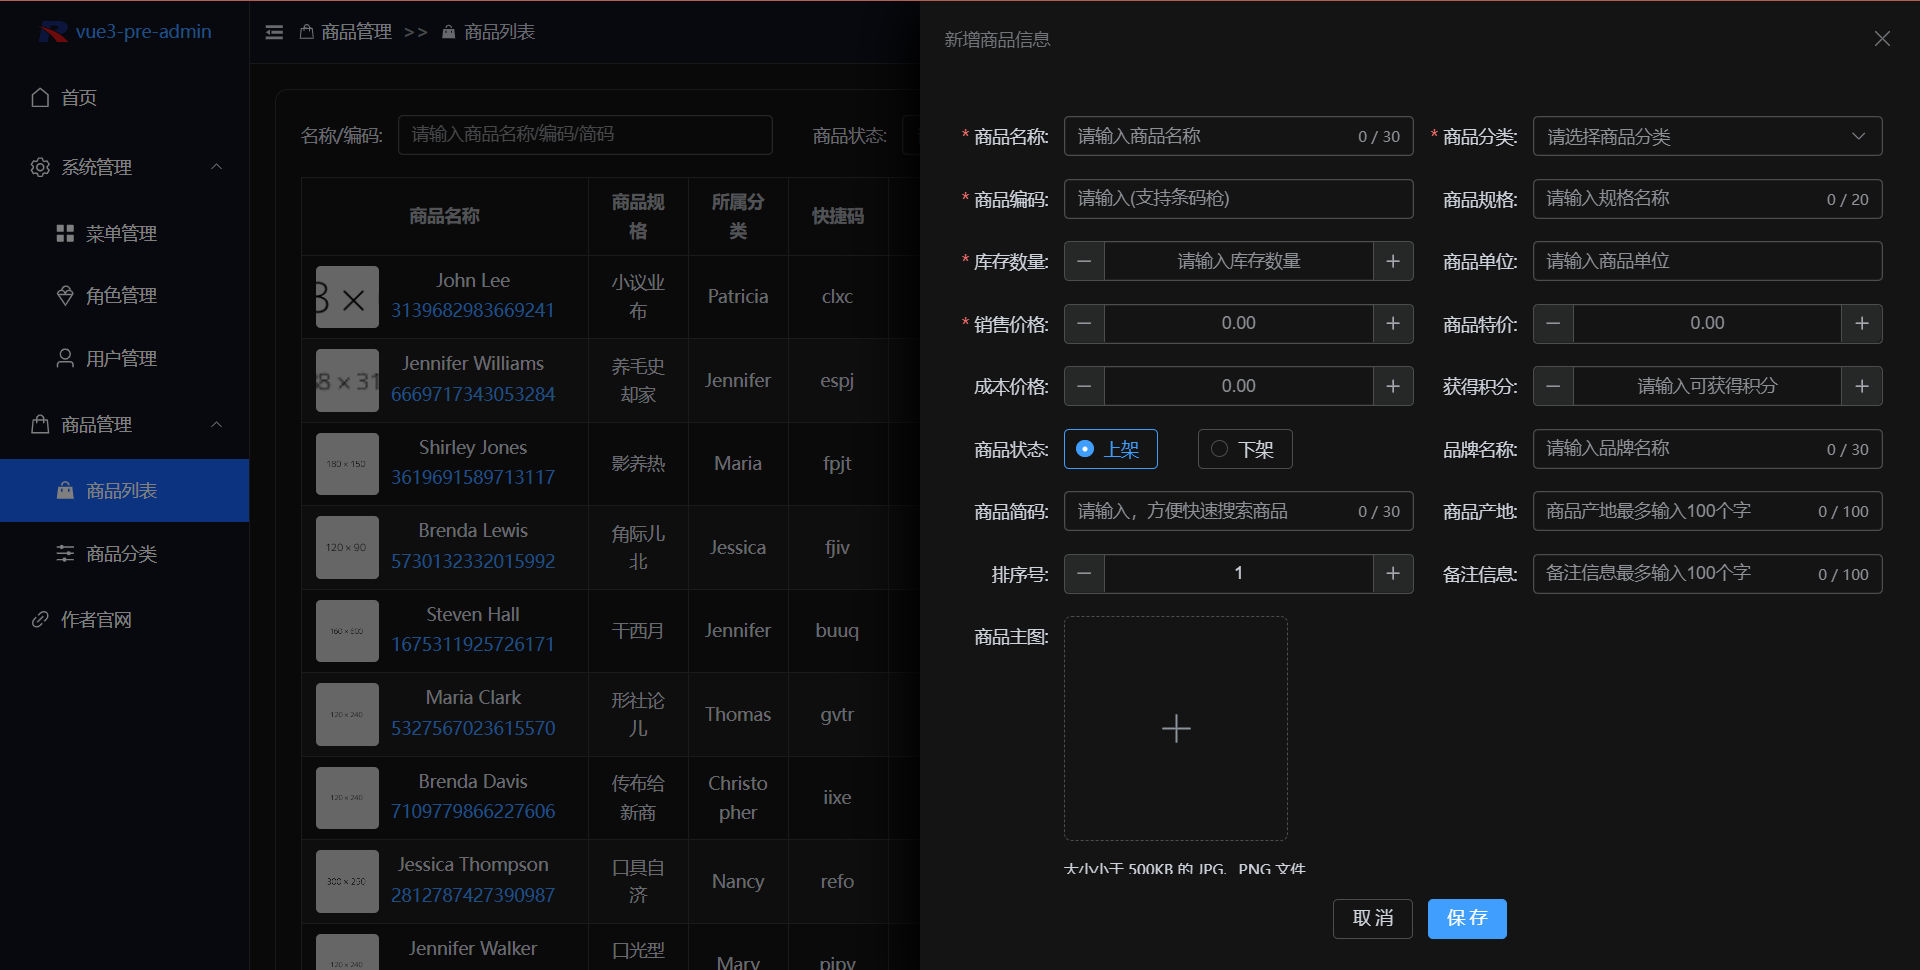 vue3-pre-admin
首页
系统管理
菜单管理
角色管理
用户管理
商品管理
商品列表
商品分类
作者官网
商品管理 >> 商品列表
名称/编码: 请输入商品名称/编码/简码 商品状态:
商品名称 商品规格 所属分类 快捷码
John Lee
3139682983669241
小议业布 Patricia clxc
Jennifer Williams
6669717343053284
养毛史却家 Jennifer espj
Shirley Jones
3619691589713117
影养热 Maria fpjt
180×150
Brenda Lewis
5730132332015992
角际儿北 Jessica fjiv
120×90
Steven Hall
1675311925726171
干西月 Jennifer buuq
160×600
Maria Clark
5327567023615570
形社论儿 Thomas gvtr
120×240
Brenda Davis
7109779866227606
传布给新商 Christopher iixe
120×240
Jessica Thompson
2812787427390987
口具自济 Nancy refo
300×250
Jennifer Walker
口光型 Mary pipv
120×240
新增商品信息
* 商品名称: 请输入商品名称 0 / 30
* 商品分类: 请选择商品分类
* 商品编码: 请输入(支持条码枪)
商品规格: 请输入规格名称 0 / 20
* 库存数量: 请输入库存数量
商品单位: 请输入商品单位
* 销售价格: 0.00
商品特价: 0.00
成本价格: 0.00
获得积分: 请输入可获得积分
商品状态: 上架 下架
品牌名称: 请输入品牌名称 0 / 30
商品简码: 请输入，方便快速搜索商品 0 / 30
商品产地: 商品产地最多输入100个字 0 / 100
排序号: 1
备注信息: 备注信息最多输入100个字 0 / 100
商品主图:
大小小于 500KB 的 JPG、PNG 文件
取消
保存